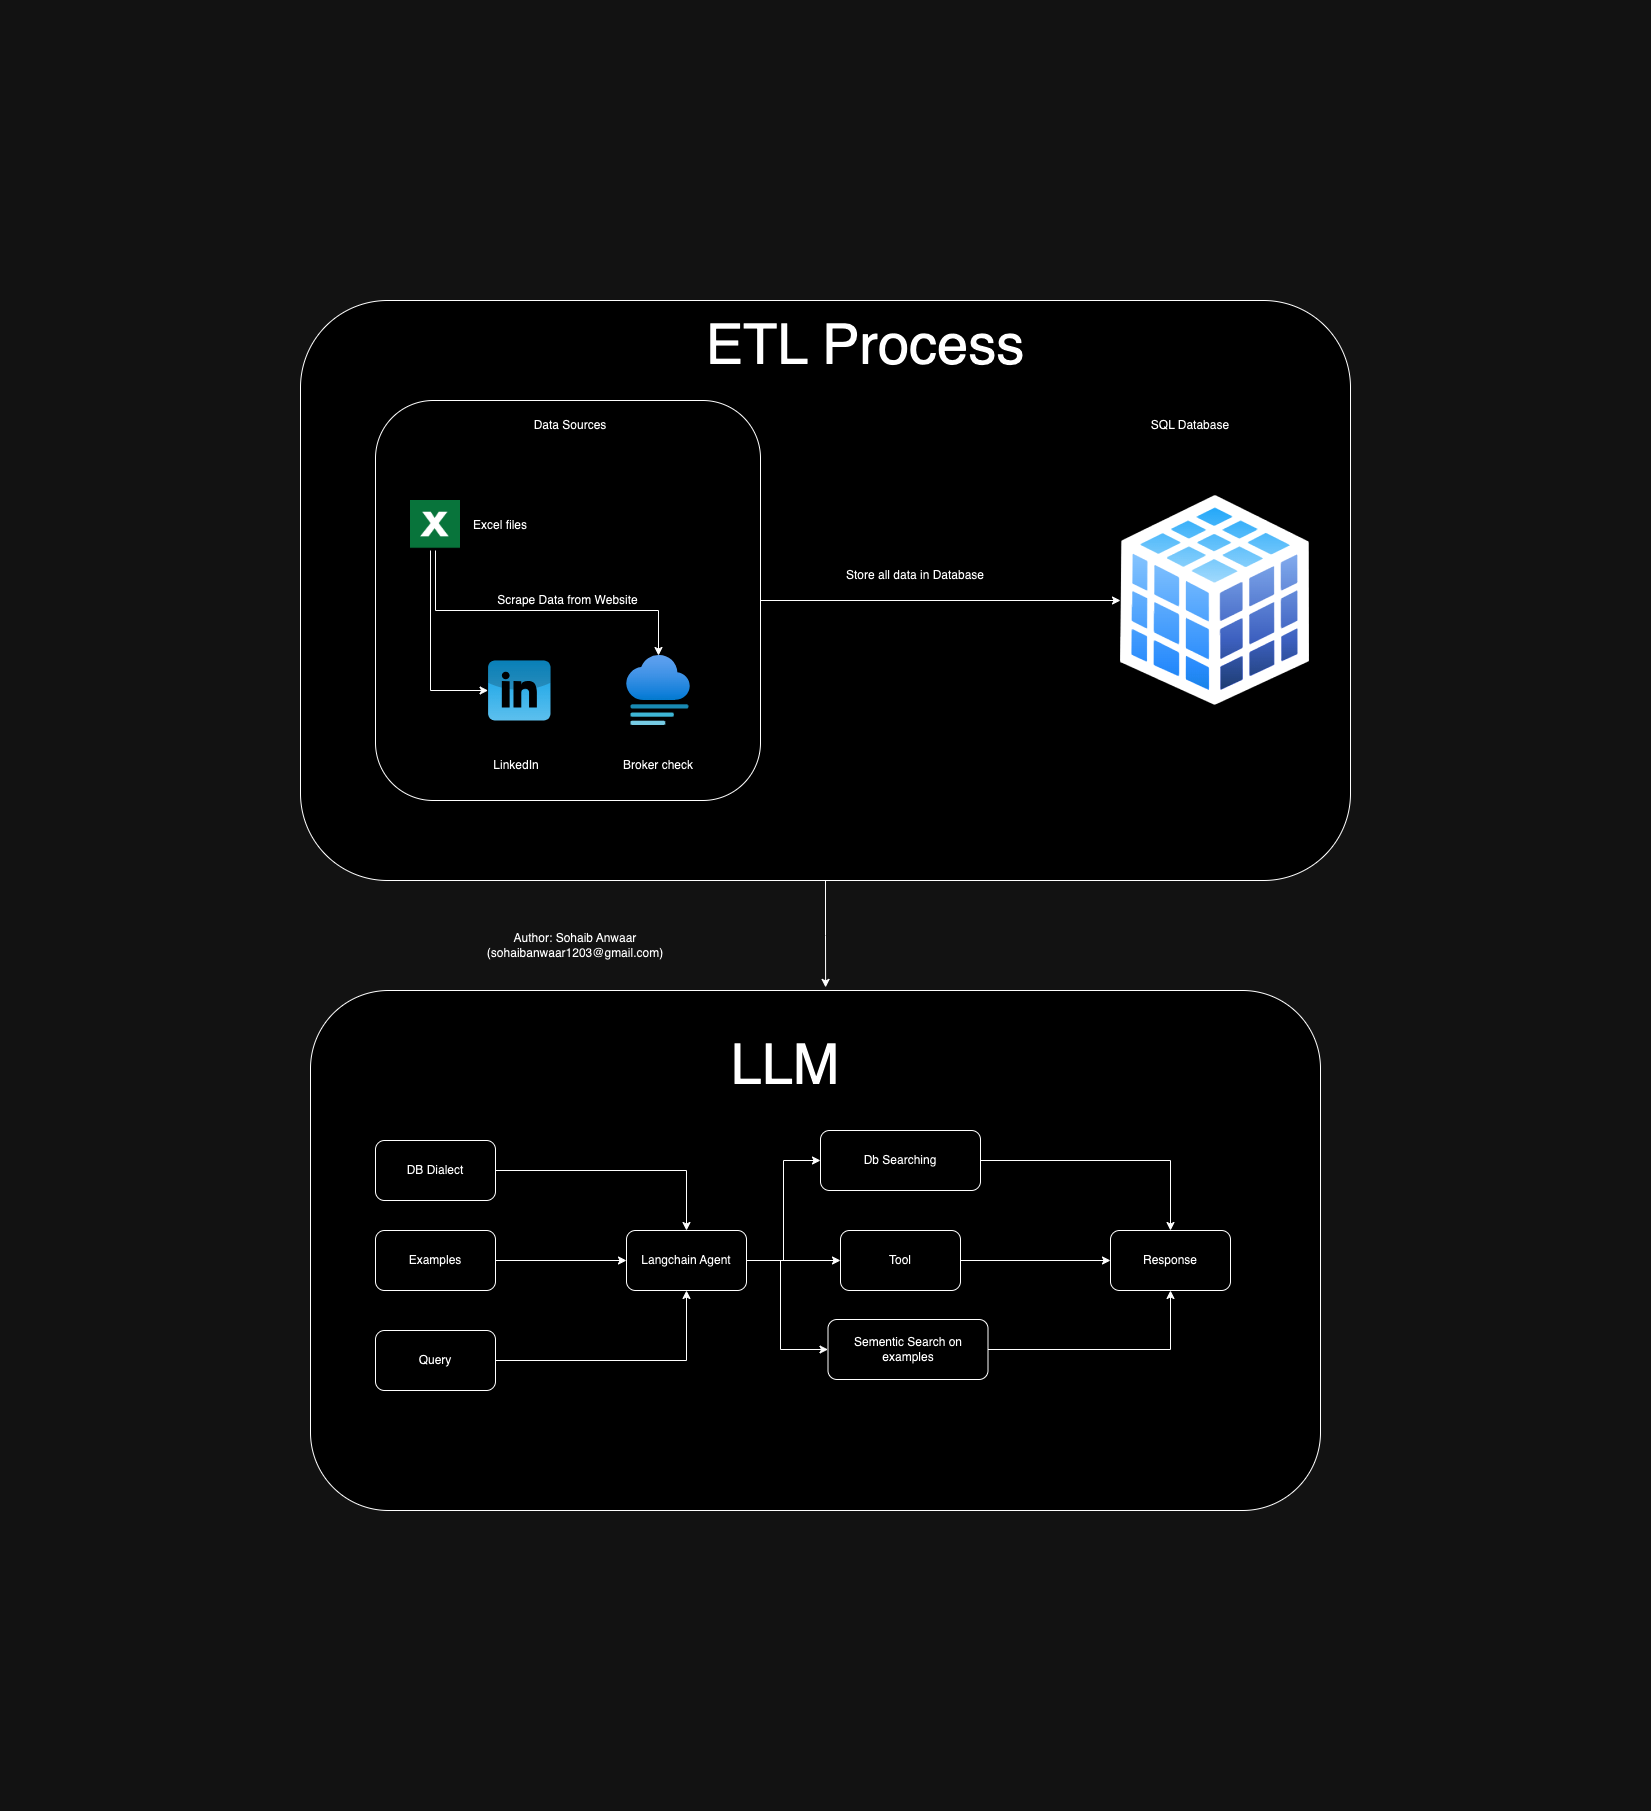 ETL Process
Data Sources
SQL Database
X
Excel files
Store all data in Database
Scrape Data from Website
in
LinkedIn
Broker check
Author: Sohaib Anwaar
(sohaibanwaar1203@gmail.com)
LLM
DB Dialect
Db Searching
Examples
Langchain Agent
Tool
Response
Query
Sementic Search on
examples